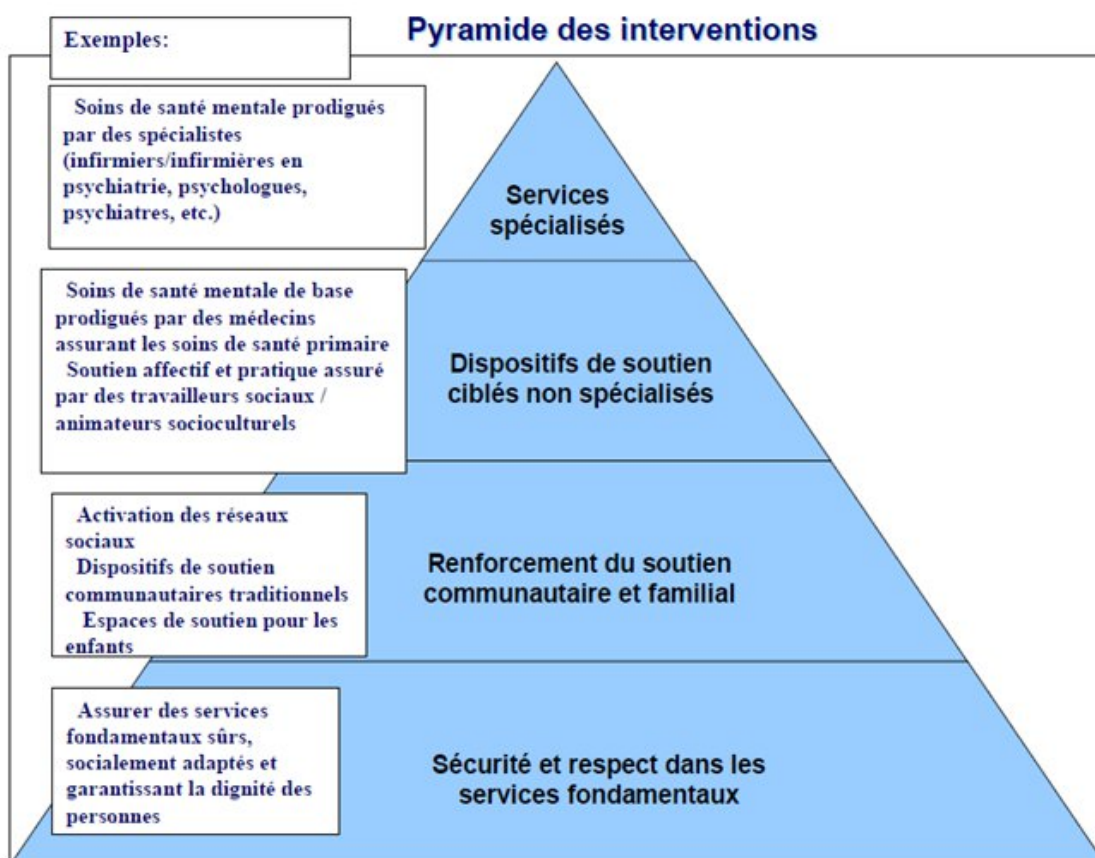 Pyramide des interventions
Exemples:
Soins de santé mentale prodigués
par des spécialistes
(infirmiers/infirmières en
psychiatrie, psychologues,
psychiatres, etc.)
Services
spécialisés
Soins de santé mentale de base
prodigués par des médecins
assurant les soins de santé primaire
Soutien affectif et pratique assuré
par des travailleurs sociaux /
animateurs socioculturels
Dispositifs de soutien
ciblés non spécialisés
Activation des réseaux
sociaux
Dispositifs de soutien
communautaires traditionnels
Espaces de soutien pour les
enfants
Renforcement du soutien
communautaire et familial
Assurer des services
fondamentaux sûrs,
socialement adaptés et
garantissant la dignité des
personnes
Sécurité et respect dans les
services fondamentaux